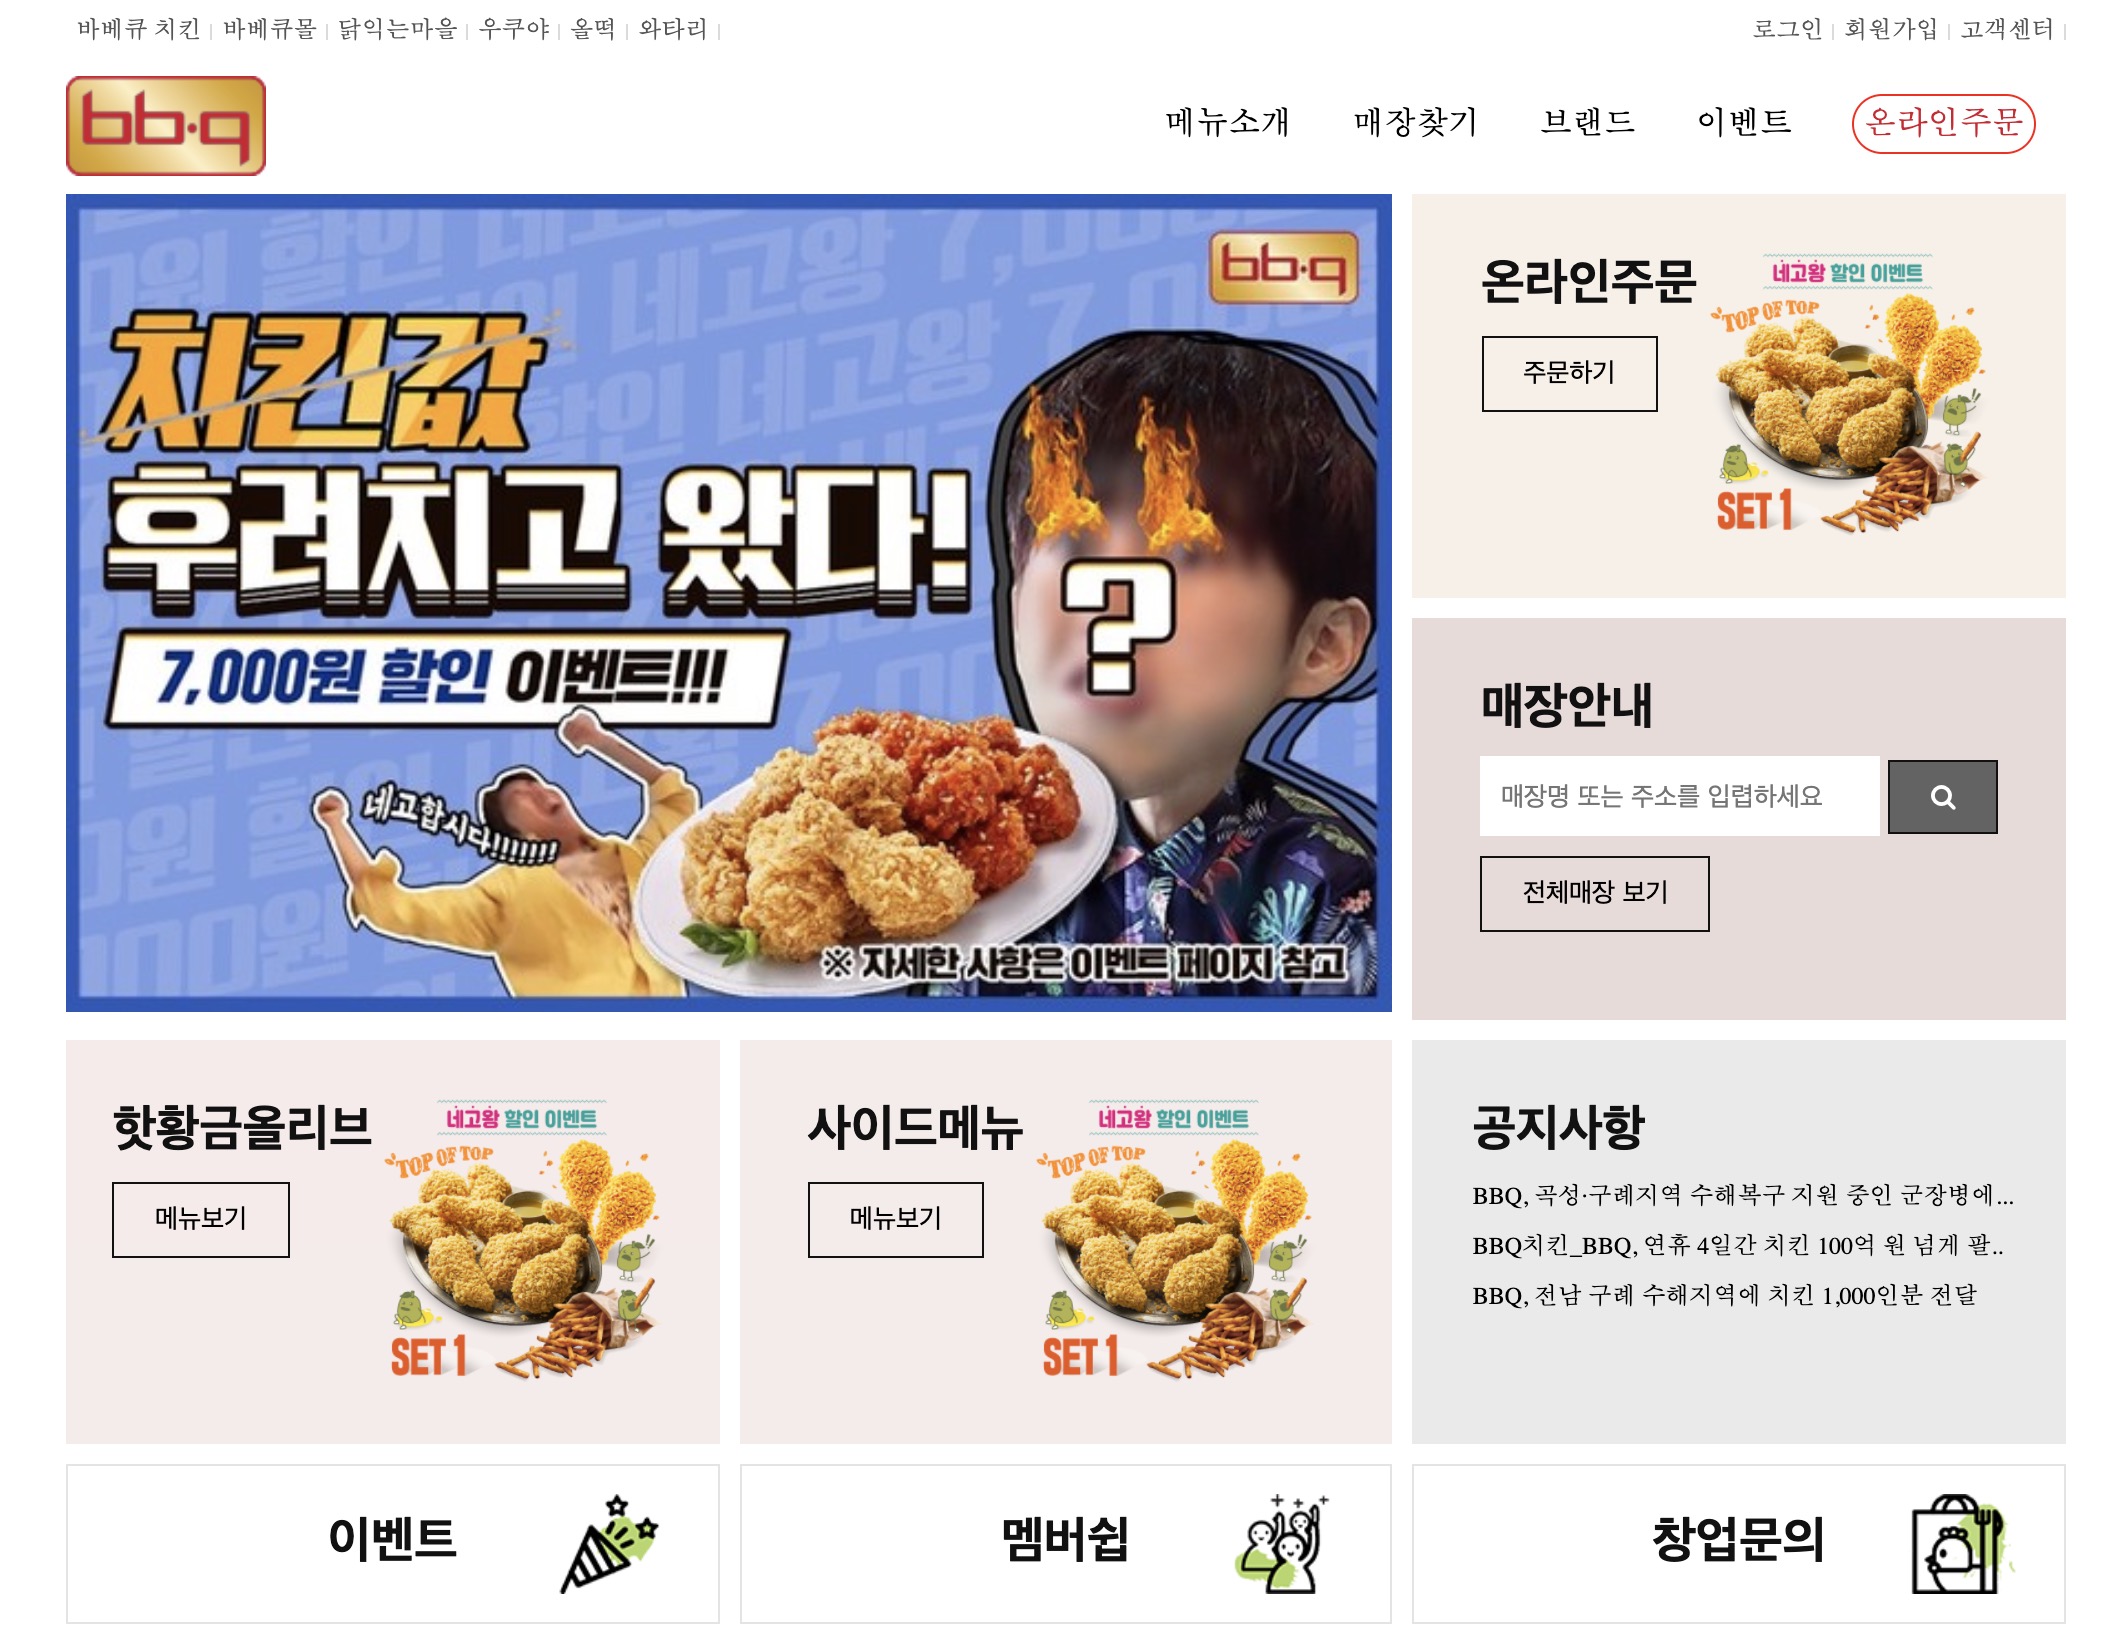 바베큐 치킨 | 바베큐몰 | 닭익는마을 | 우쿠야 | 올떡 | 와타리 |
로그인 | 회원가입 | 고객센터 |
bb·q
메뉴소개 매장찾기 브랜드 이벤트 온라인주문
bb·q
치킨값
후려치고 왔다!
7,000원 할인 이벤트!!!
?
네고합시다!!!!!!!
※ 자세한 사항은 이벤트 페이지 참고
온라인주문
주문하기
네고왕 할인 이벤트
TOP OF TOP
SET 1
매장안내
매장명 또는 주소를 입렵하세요
전체매장 보기
핫황금올리브
메뉴보기
네고왕 할인 이벤트
TOP OF TOP
SET 1
사이드메뉴
메뉴보기
네고왕 할인 이벤트
TOP OF TOP
SET 1
공지사항
BBQ, 곡성·구례지역 수해복구 지원 중인 군장병에...
BBQ치킨_BBQ, 연휴 4일간 치킨 100억 원 넘게 팔..
BBQ, 전남 구례 수해지역에 치킨 1,000인분 전달
이벤트
멤버쉽
창업문의